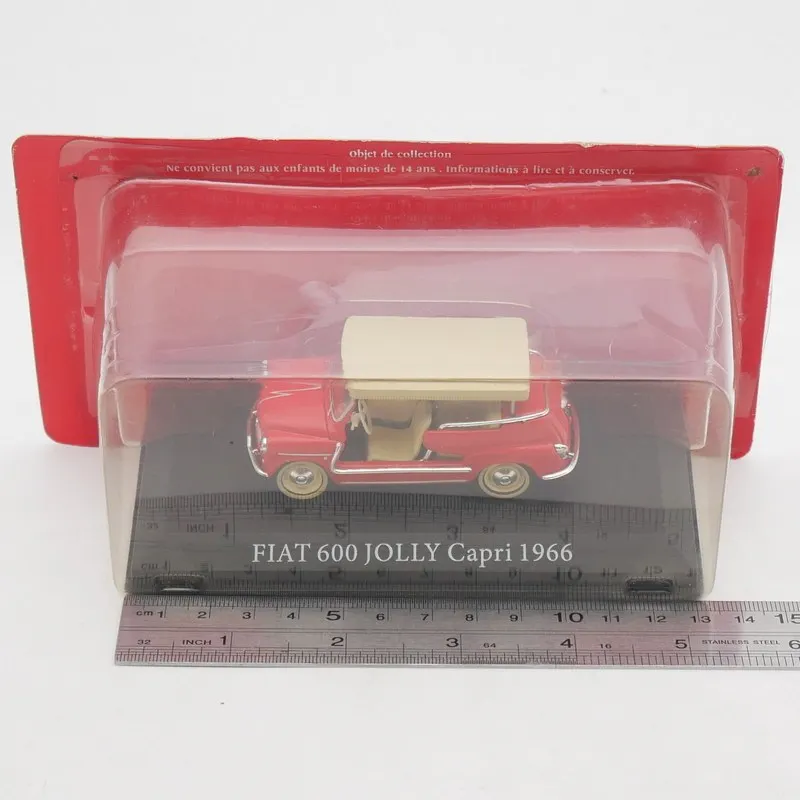 Objet de collection
Ne convient pas aux enfants de moins de 14 ans . Informations à lire et à conserver.
FIAT 600 JOLLY Capri 1966
cm 1 2 3 4 5 6 7 8 9 10 11 12 13 14 15
32 INCH 1 2 3 64 4 16 5 STAINLESS STEEL 6